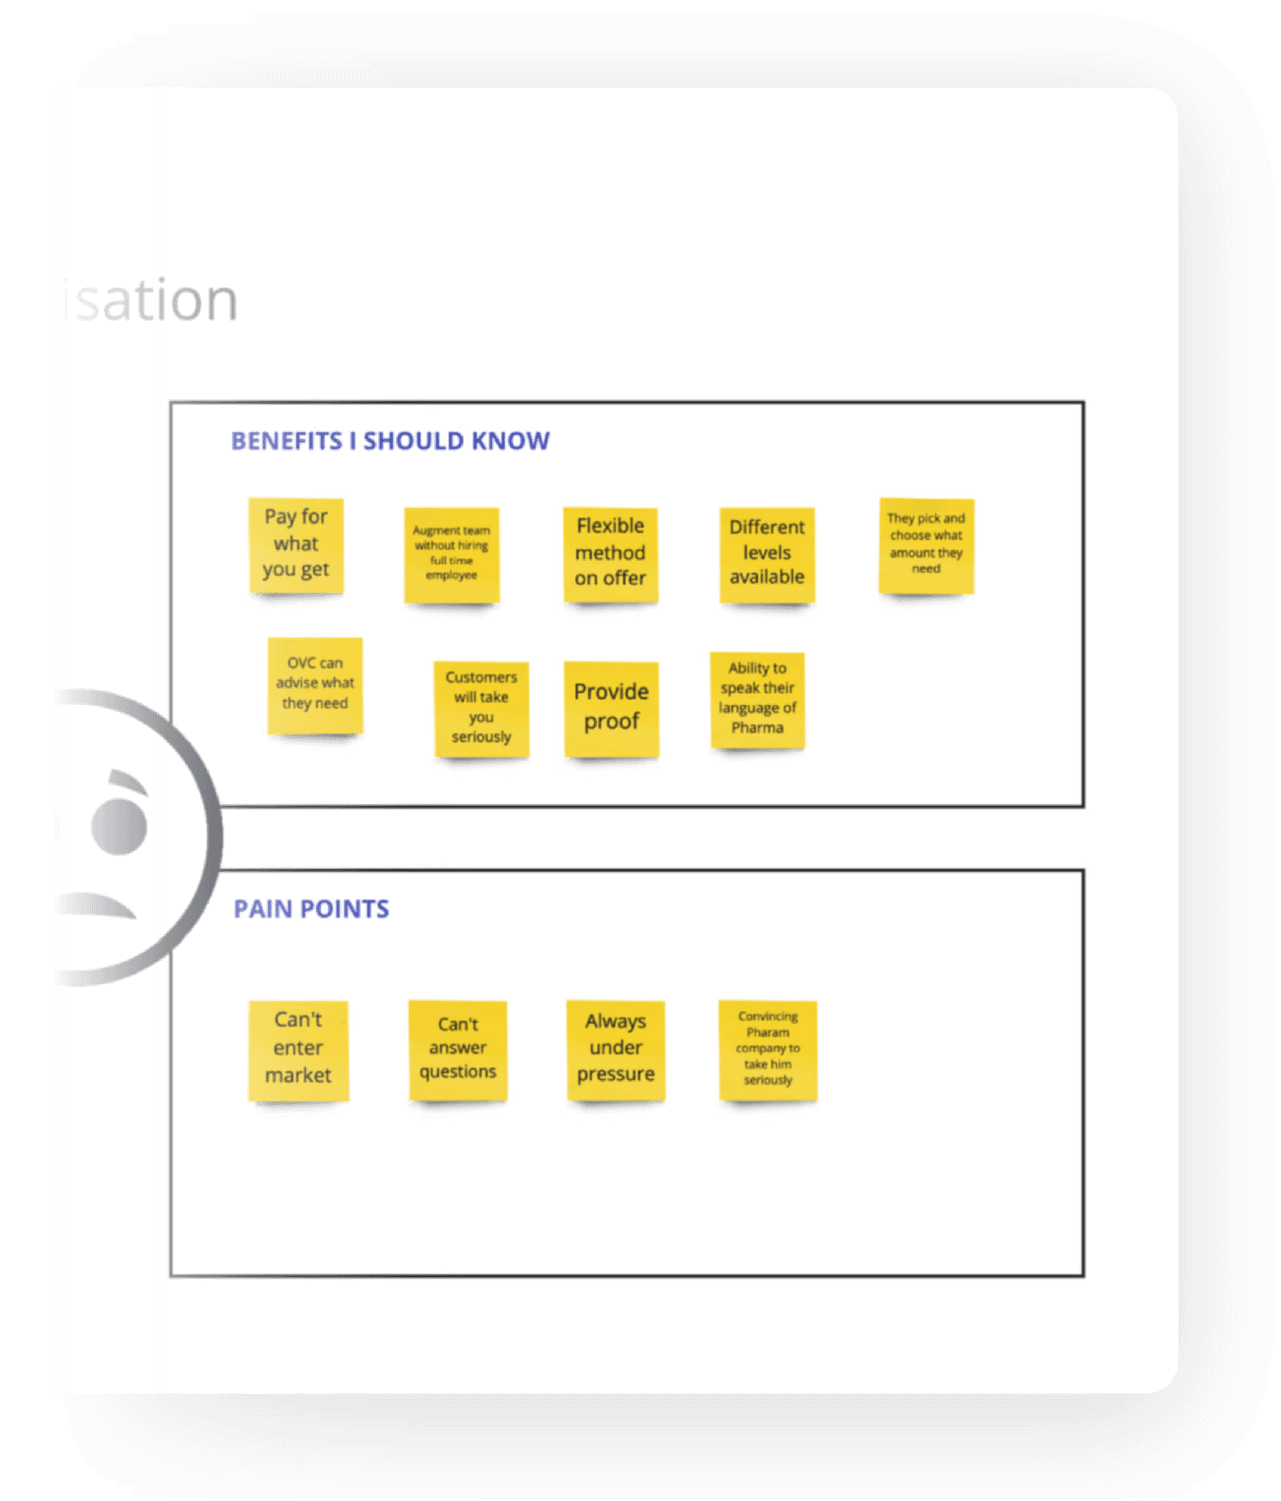 isation
BENEFITS I SHOULD KNOW
Pay for
what
you get
Augment team
without hiring
full time
employee
Flexible
method
on offer
Different
levels
available
They pick and
choose what
amount they
need
OVC can
advise what
they need
Customers
will take
you
seriously
Provide
proof
Ability to
speak their
language of
Pharma
PAIN POINTS
Can't
enter
market
Can't
answer
questions
Always
under
pressure
Convincing
Pharam
company to
take him
seriously